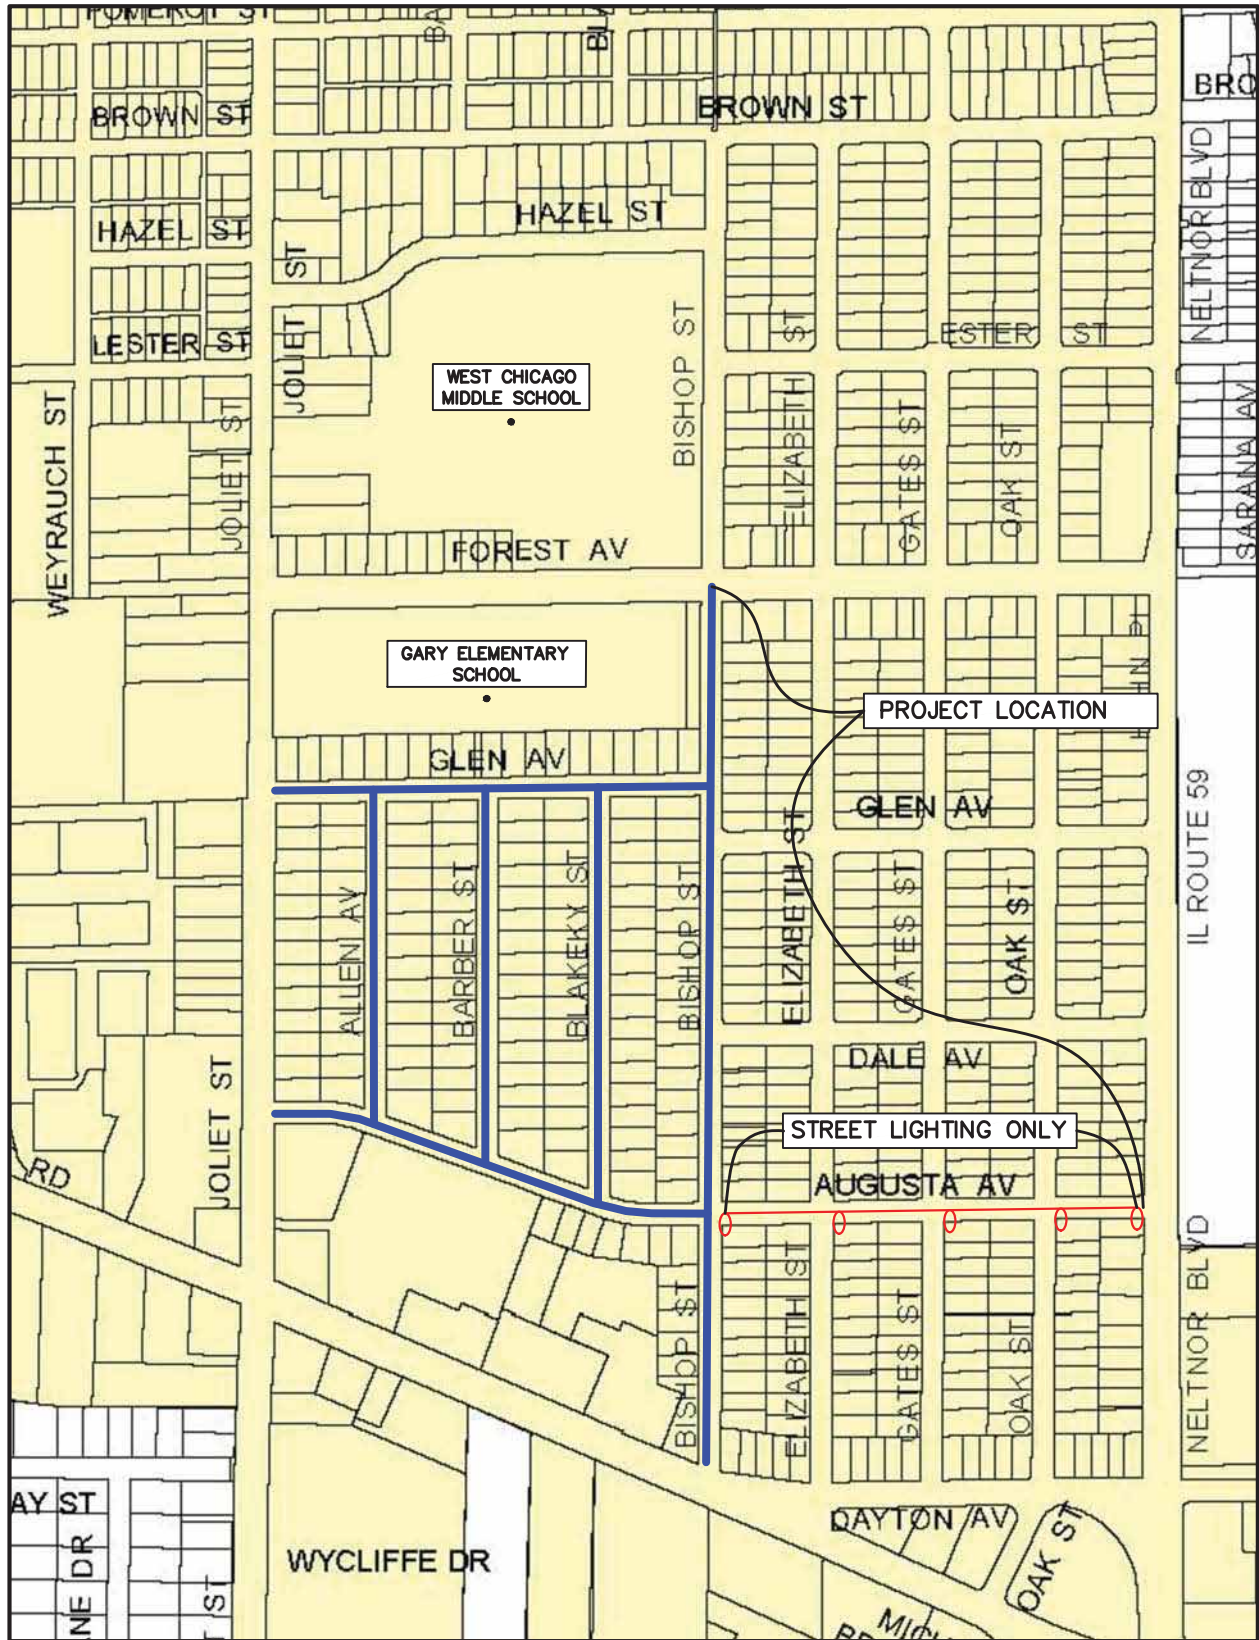 POMEROY ST
BROWN ST
BROWN ST
BRO
HAZEL ST
HAZEL ST
JOLIET ST
LESTER ST
LESTER ST
NELTNOR BLVD
WEYRAUCH ST
JOLIET ST
WEST CHICAGO
MIDDLE SCHOOL
BISHOP ST
ELIZABETH ST
GATES ST
OAK ST
SARANA AV
FOREST AV
GARY ELEMENTARY
SCHOOL
PROJECT LOCATION
GLEN AV
GLEN AV
IL ROUTE 59
ALLEN AV
BARBER ST
BLAKEKY ST
BISHOP ST
ELIZABETH ST
GATES ST
OAK ST
DALE AV
JOLIET ST
RD
STREET LIGHTING ONLY
AUGUSTA AV
BISHOP ST
ELIZABETH ST
GATES ST
OAK ST
NELTNOR BLVD
AY ST
NE DR
ST
WYCLIFFE DR
DAYTON AV
OAK ST